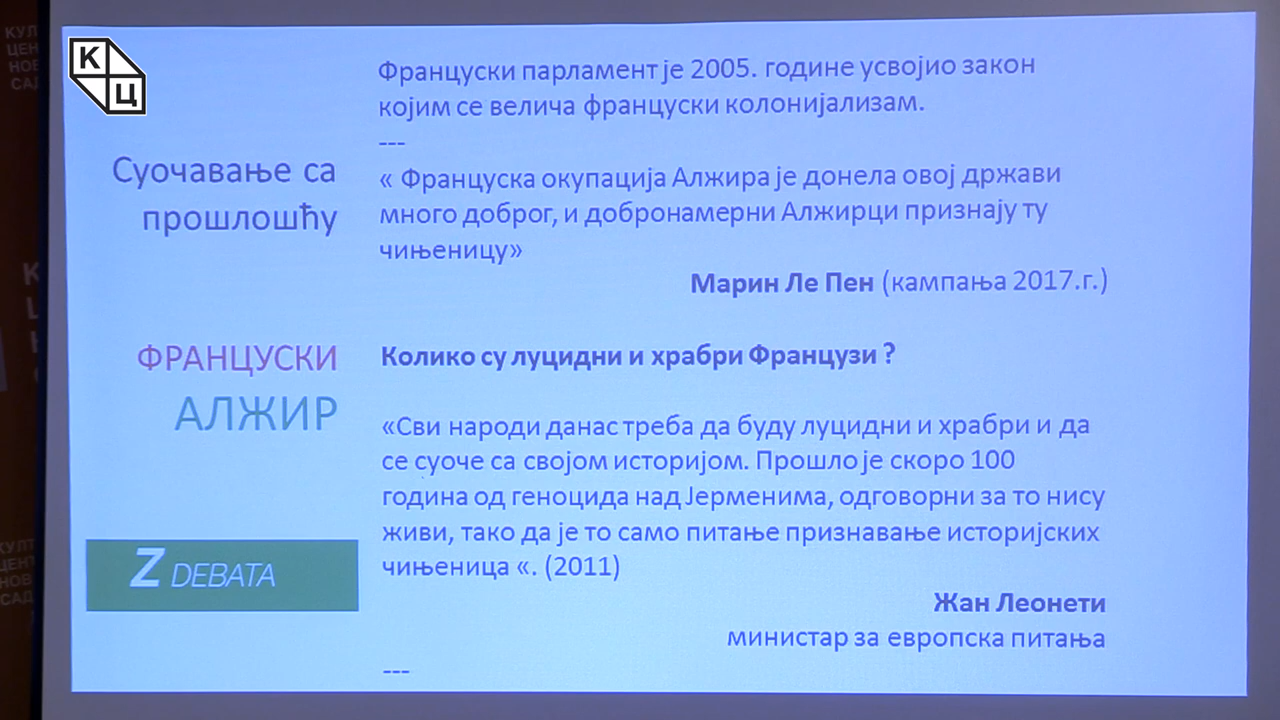 К
Ц
Суочавање са
прошлошћу
ФРАНЦУСКИ
АЛЖИР
Z DEBATA
Француски парламент је 2005. године усвојио закон
којим се велича француски колонијализам.
---
« Француска окупација Алжира је донела овој држави
много доброг, и добронамерни Алжирци признају ту
чињеницу»
Марин Ле Пен (кампања 2017.г.)
Колико су луцидни и храбри Французи ?
«Сви народи данас треба да буду луцидни и храбри и да
се суоче са својом историјом. Прошло је скоро 100
година од геноцида над Јерменима, одговорни за то нису
живи, тако да је то само питање признавање историјских
чињеница «. (2011)
Жан Леонети
министар за европска питања
---